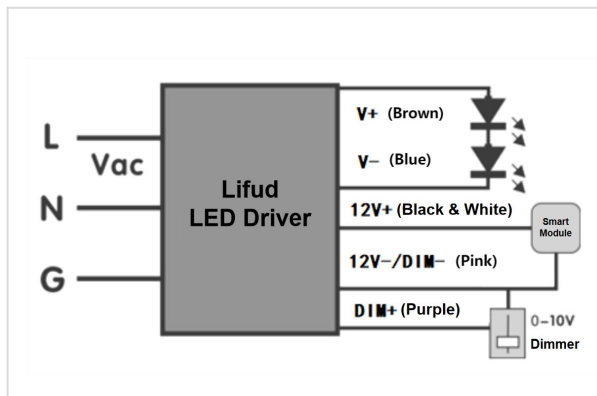 L
Vac
N
G
Lifud
LED Driver
V+ (Brown)
V- (Blue)
12V+ (Black & White)
Smart
Module
12V-/DIM- (Pink)
DIM+ (Purple)
0-10V
Dimmer